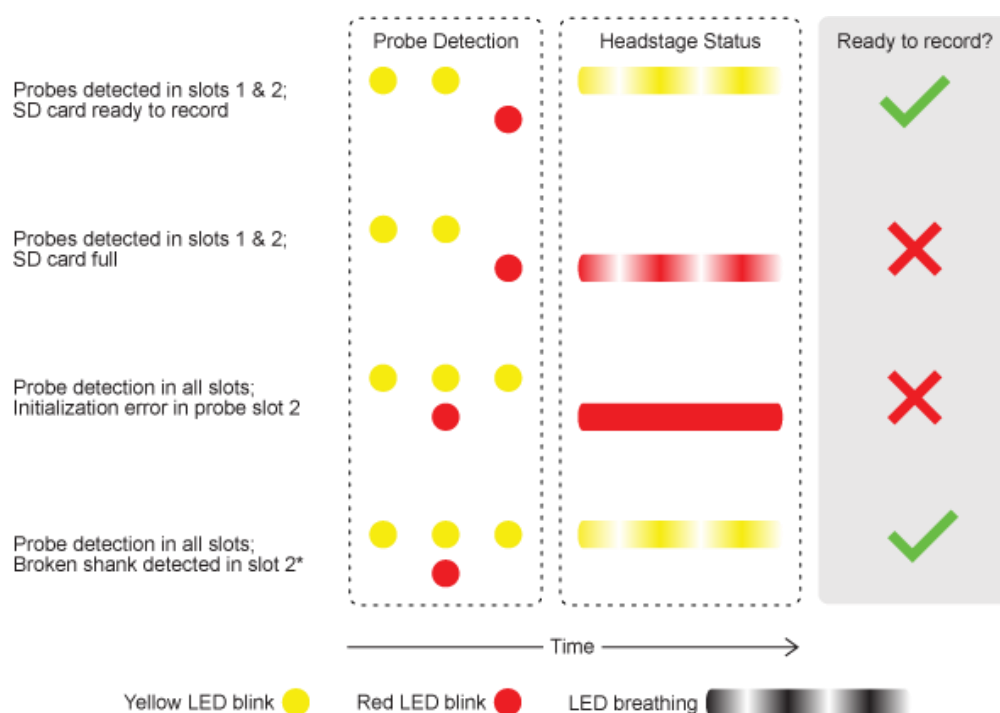 Probe Detection
Headstage Status
Ready to record?
Probes detected in slots 1 & 2;
SD card ready to record
Probes detected in slots 1 & 2;
SD card full
Probe detection in all slots;
Initialization error in probe slot 2
Probe detection in all slots;
Broken shank detected in slot 2*
Time
Yellow LED blink
Red LED blink
LED breathing